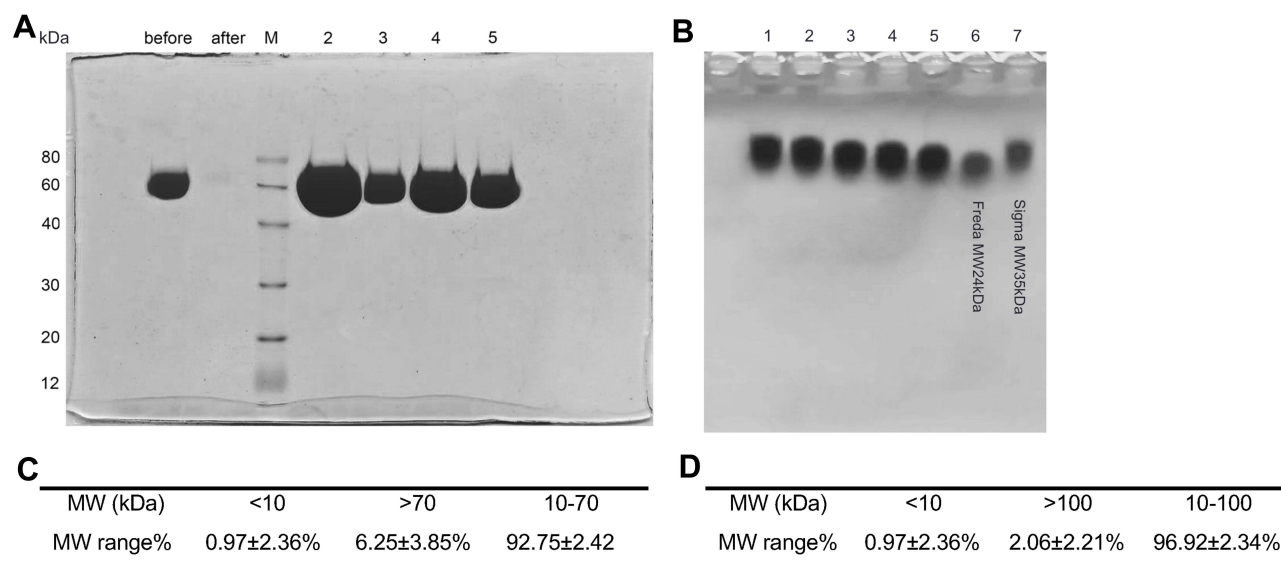 A
kDa before after M 2 3 4 5
80
60
40
30
20
12
B
1 2 3 4 5 6 7
Freda MW24kDa
Sigma MW35kDa
C
MW (kDa) <10 >70 10-70
MW range% 0.97±2.36% 6.25±3.85% 92.75±2.42
D
MW (kDa) <10 >100 10-100
MW range% 0.97±2.36% 2.06±2.21% 96.92±2.34%